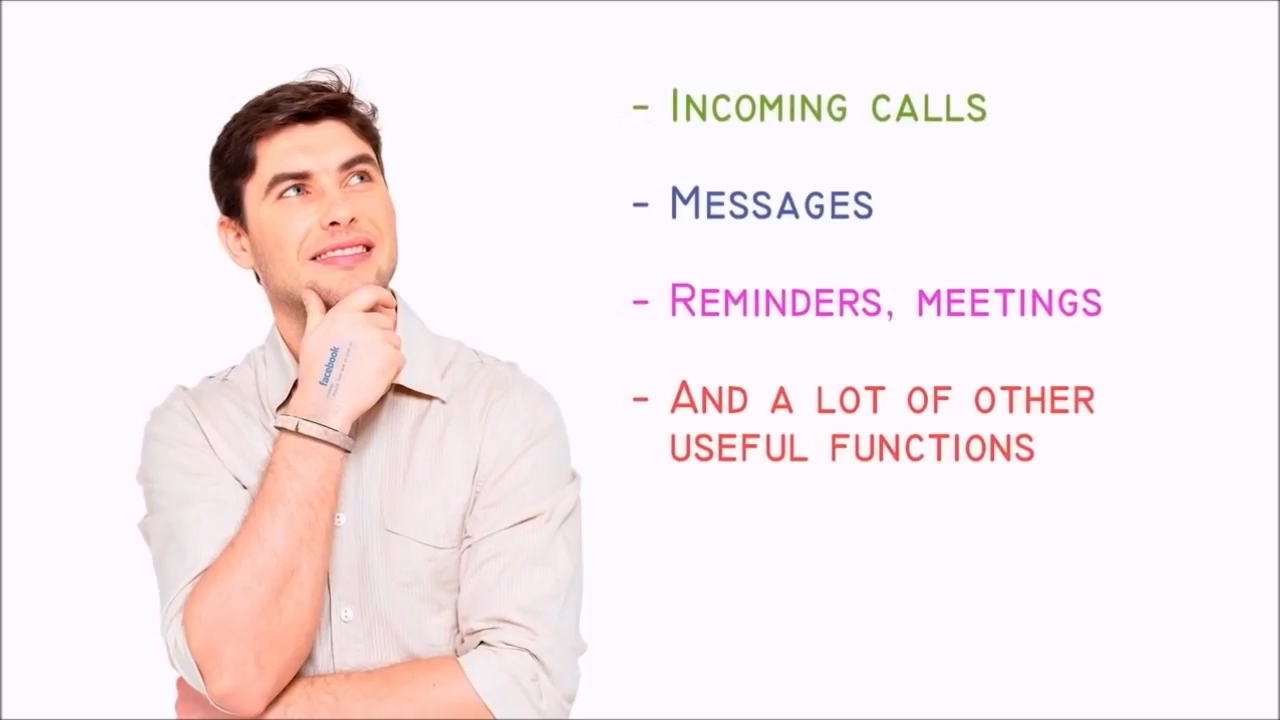 - Incoming calls
- Messages
- Reminders, meetings
- And a lot of other
useful functions
facebook